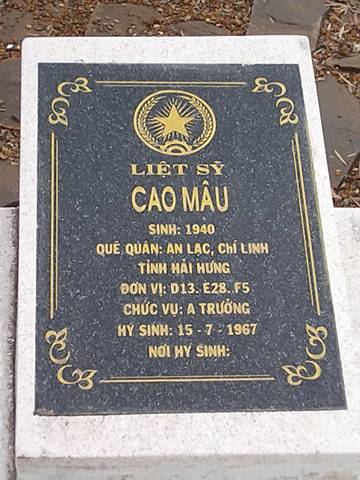 LIỆT SỸ
CAO MÂU
SINH: 1940
QUÊ QUÁN: AN LẠC, Chí LINH
TỈNH HẢI HƯNG
ĐƠN VỊ: D13. E28. F5
CHỨC VỤ: A TRƯỞNG
HY SINH: 15 - 7 - 1967
NƠI HY SINH: